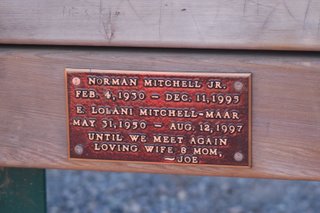 NORMAN MITCHELL JR.
FEB. 4, 1930 — DEC. 11, 1995
E. LOLANI MITCHELL-MAAR
MAY 31, 1950 — AUG. 12, 1997
UNTIL WE MEET AGAIN
LOVING WIFE & MOM,
—JOE